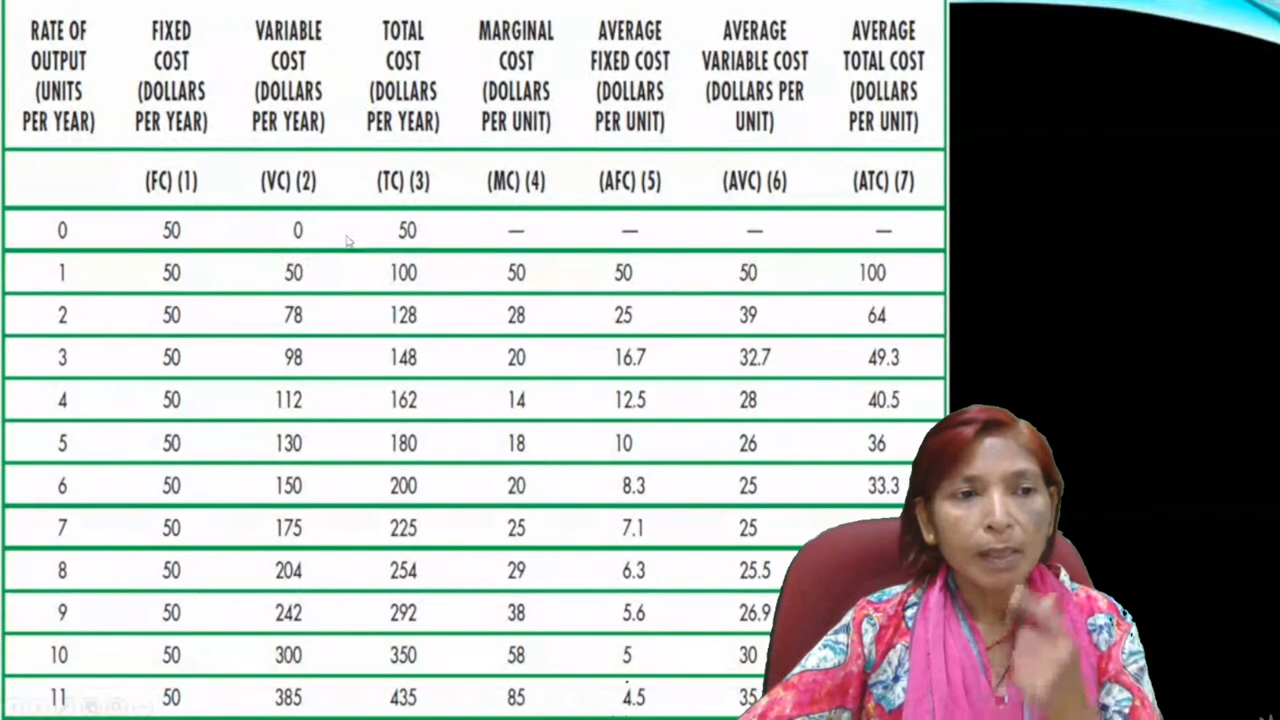 RATE OF OUTPUT (UNITS PER YEAR) FIXED COST (DOLLARS PER YEAR) VARIABLE COST (DOLLARS PER YEAR) TOTAL COST (DOLLARS PER YEAR) MARGINAL COST (DOLLARS PER UNIT) AVERAGE FIXED COST (DOLLARS PER UNIT) AVERAGE VARIABLE COST (DOLLARS PER UNIT) AVERAGE TOTAL COST (DOLLARS PER UNIT)
(FC) (1) (VC) (2) (TC) (3) (MC) (4) (AFC) (5) (AVC) (6) (ATC) (7)
0 50 0 50 — — — —
1 50 50 100 50 50 50 100
2 50 78 128 28 25 39 64
3 50 98 148 20 16.7 32.7 49.3
4 50 112 162 14 12.5 28 40.5
5 50 130 180 18 10 26 36
6 50 150 200 20 8.3 25 33.3
7 50 175 225 25 7.1 25
8 50 204 254 29 6.3 25.5
9 50 242 292 38 5.6 26.9
10 50 300 350 58 5 30
11 50 385 435 85 4.5 35